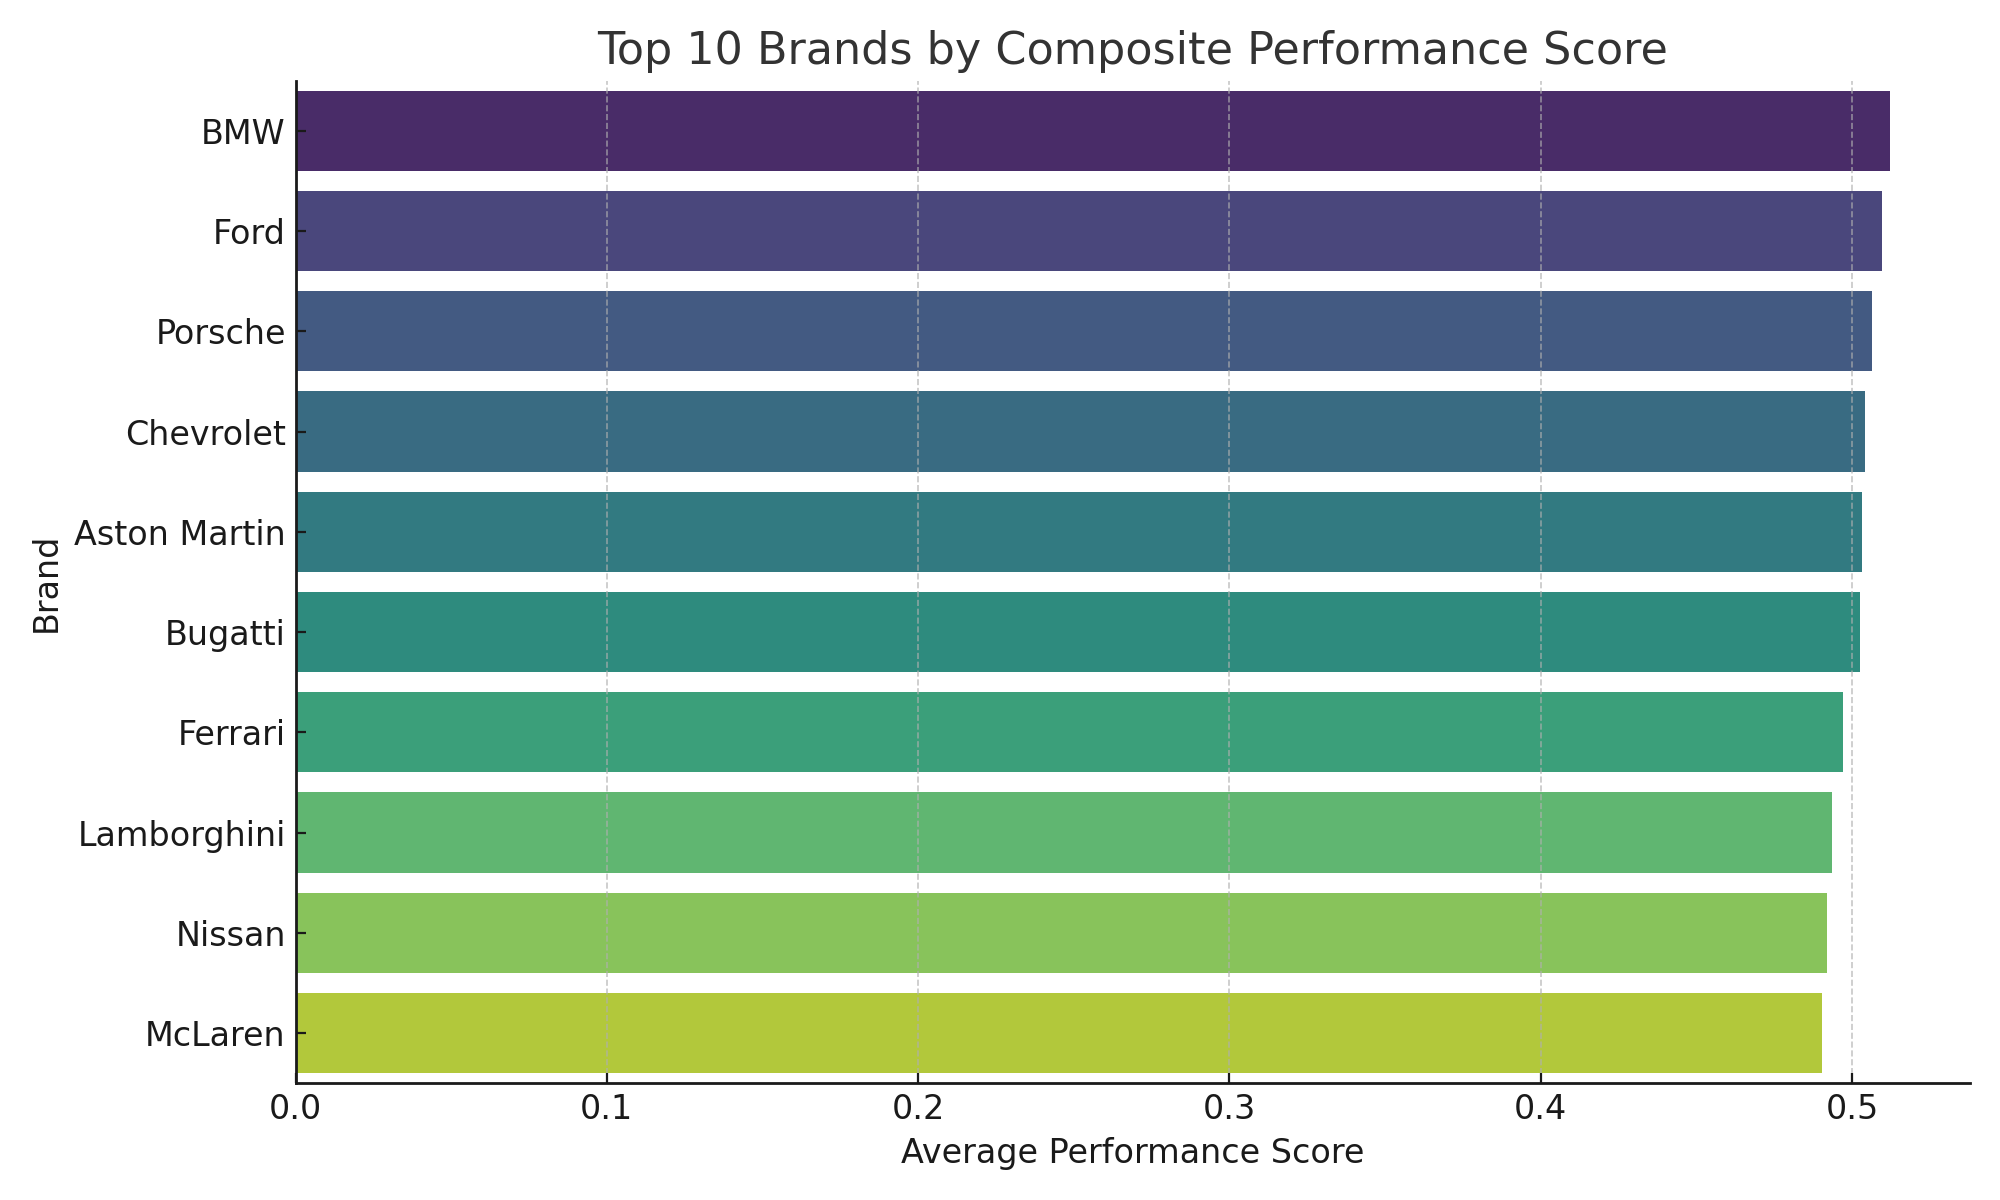 Top 10 Brands by Composite Performance Score
BMW
Ford
Porsche
Chevrolet
Aston Martin
Bugatti
Ferrari
Lamborghini
Nissan
McLaren
Brand
0.0 0.1 0.2 0.3 0.4 0.5
Average Performance Score